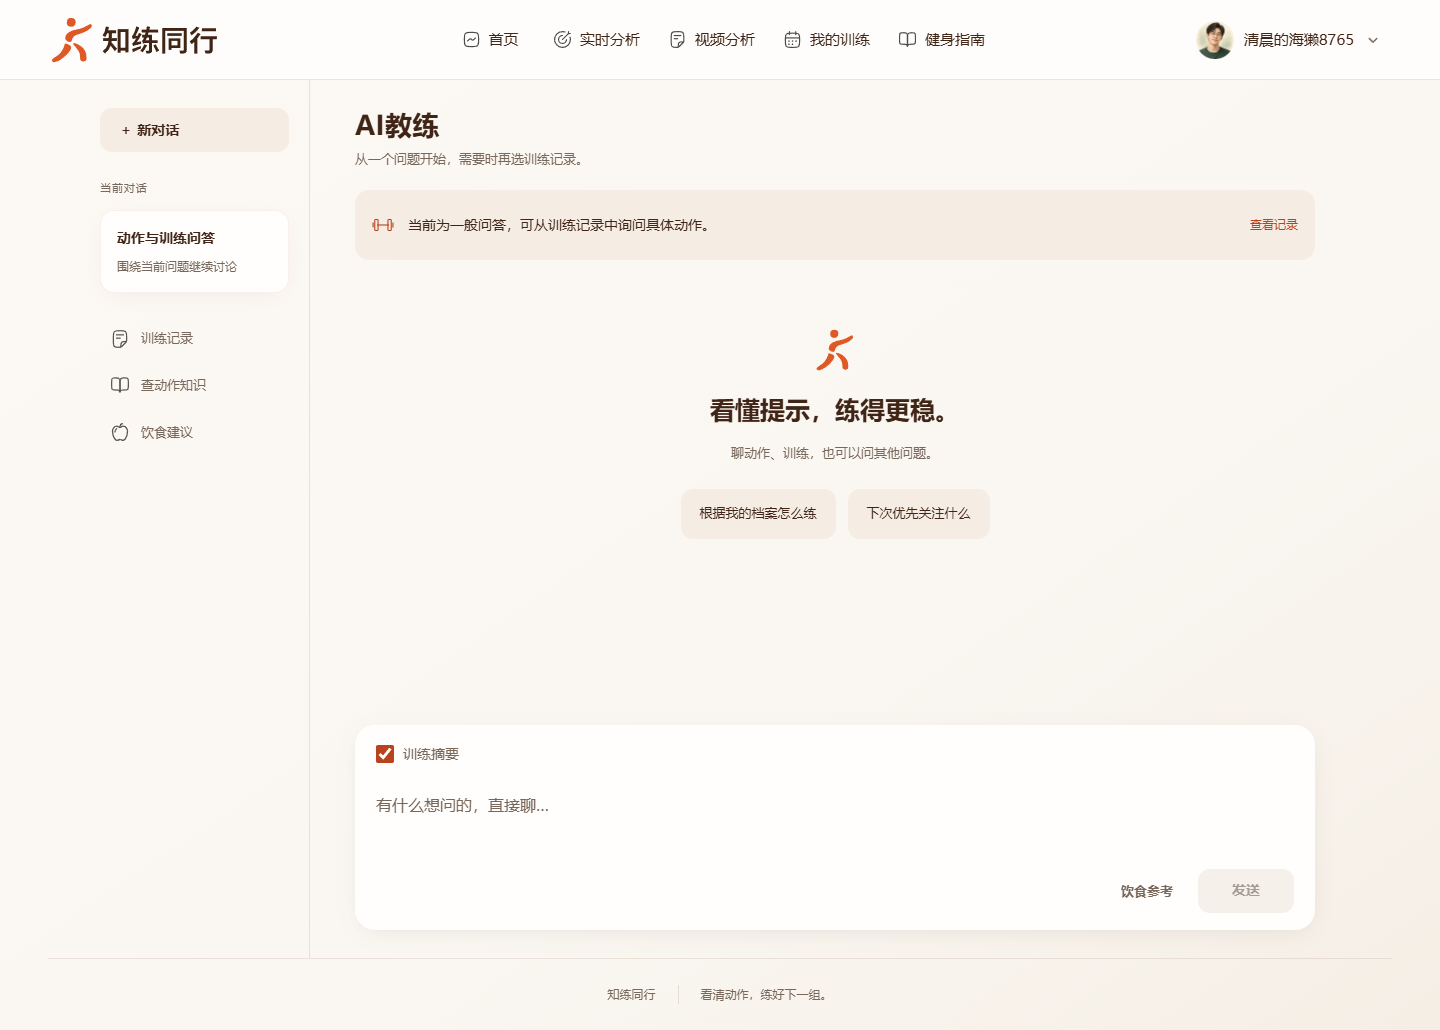 知练同行
首页
实时分析
视频分析
我的训练
健身指南
清晨的海獭8765
+ 新对话
当前对话
动作与训练问答
围绕当前问题继续讨论
训练记录
查动作知识
饮食建议
AI教练
从一个问题开始，需要时再选训练记录。
当前为一般问答，可从训练记录中询问具体动作。
查看记录
看懂提示，练得更稳。
聊动作、训练，也可以问其他问题。
根据我的档案怎么练
下次优先关注什么
训练摘要
有什么想问的，直接聊...
饮食参考
发送
知练同行
看清动作，练好下一组。